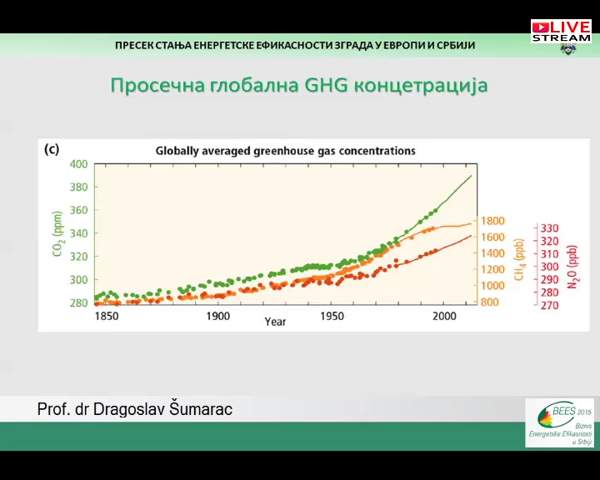 LIVE
STREAM
ПРЕСЕК СТАЊА ЕНЕРГЕТСКЕ ЕФИКАСНОСТИ ЗГРАДА У ЕВРОПИ И СРБИЈИ
Просечна глобална GHG концетрација
(c)
Globally averaged greenhouse gas concentrations
CO2 (ppm)
400
380
360
340
320
300
280
1850
1900
1950
2000
Year
1800
1600
1400
1200
1000
800
CH4 (ppb)
330
320
310
300
290
280
270
N2O (ppb)
Prof. dr Dragoslav Šumarac
BEES 2015
Biznis
Energetske Efikasnosti
u Srbiji